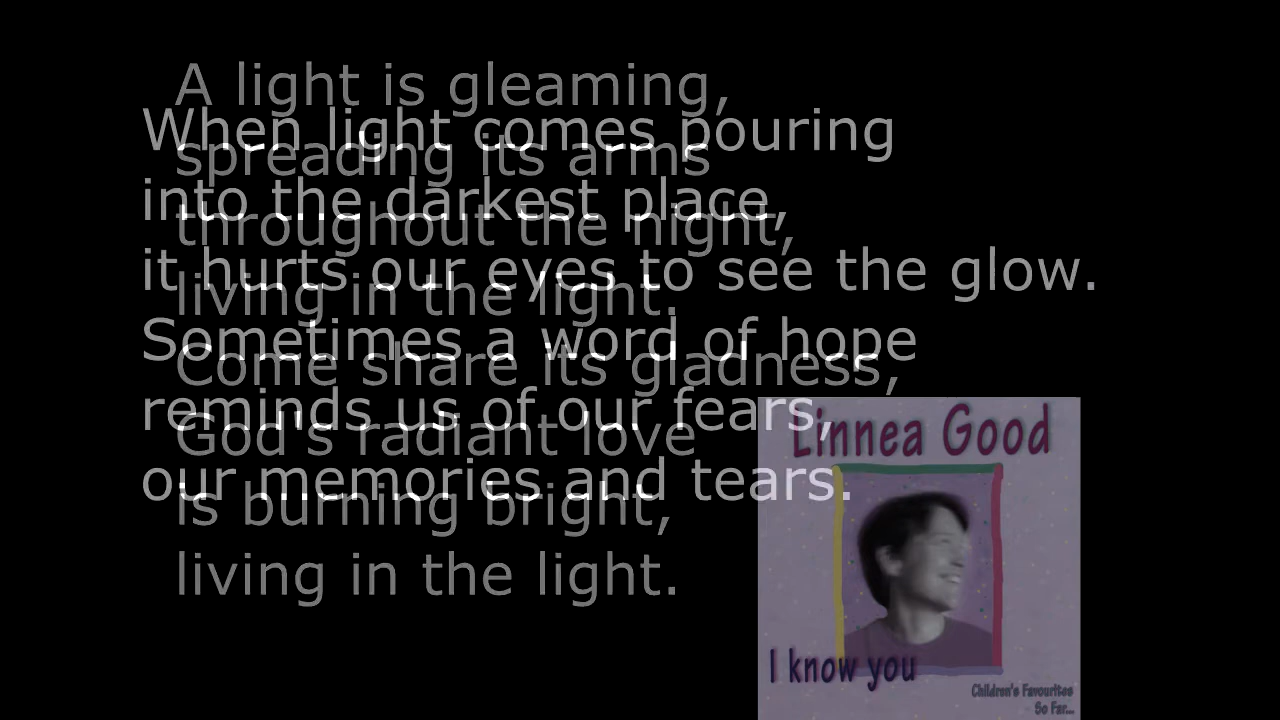 A light is gleaming,
spreading its arms
throughout the night,
living in the light.
Come share its gladness,
God's radiant love
is burning bright,
living in the light.
When light comes pouring
into the darkest place,
it hurts our eyes to see the glow.
Sometimes a word of hope
reminds us of our fears,
our memories and tears.
Linnea Good
I know you
Children's Favourites
So Far...